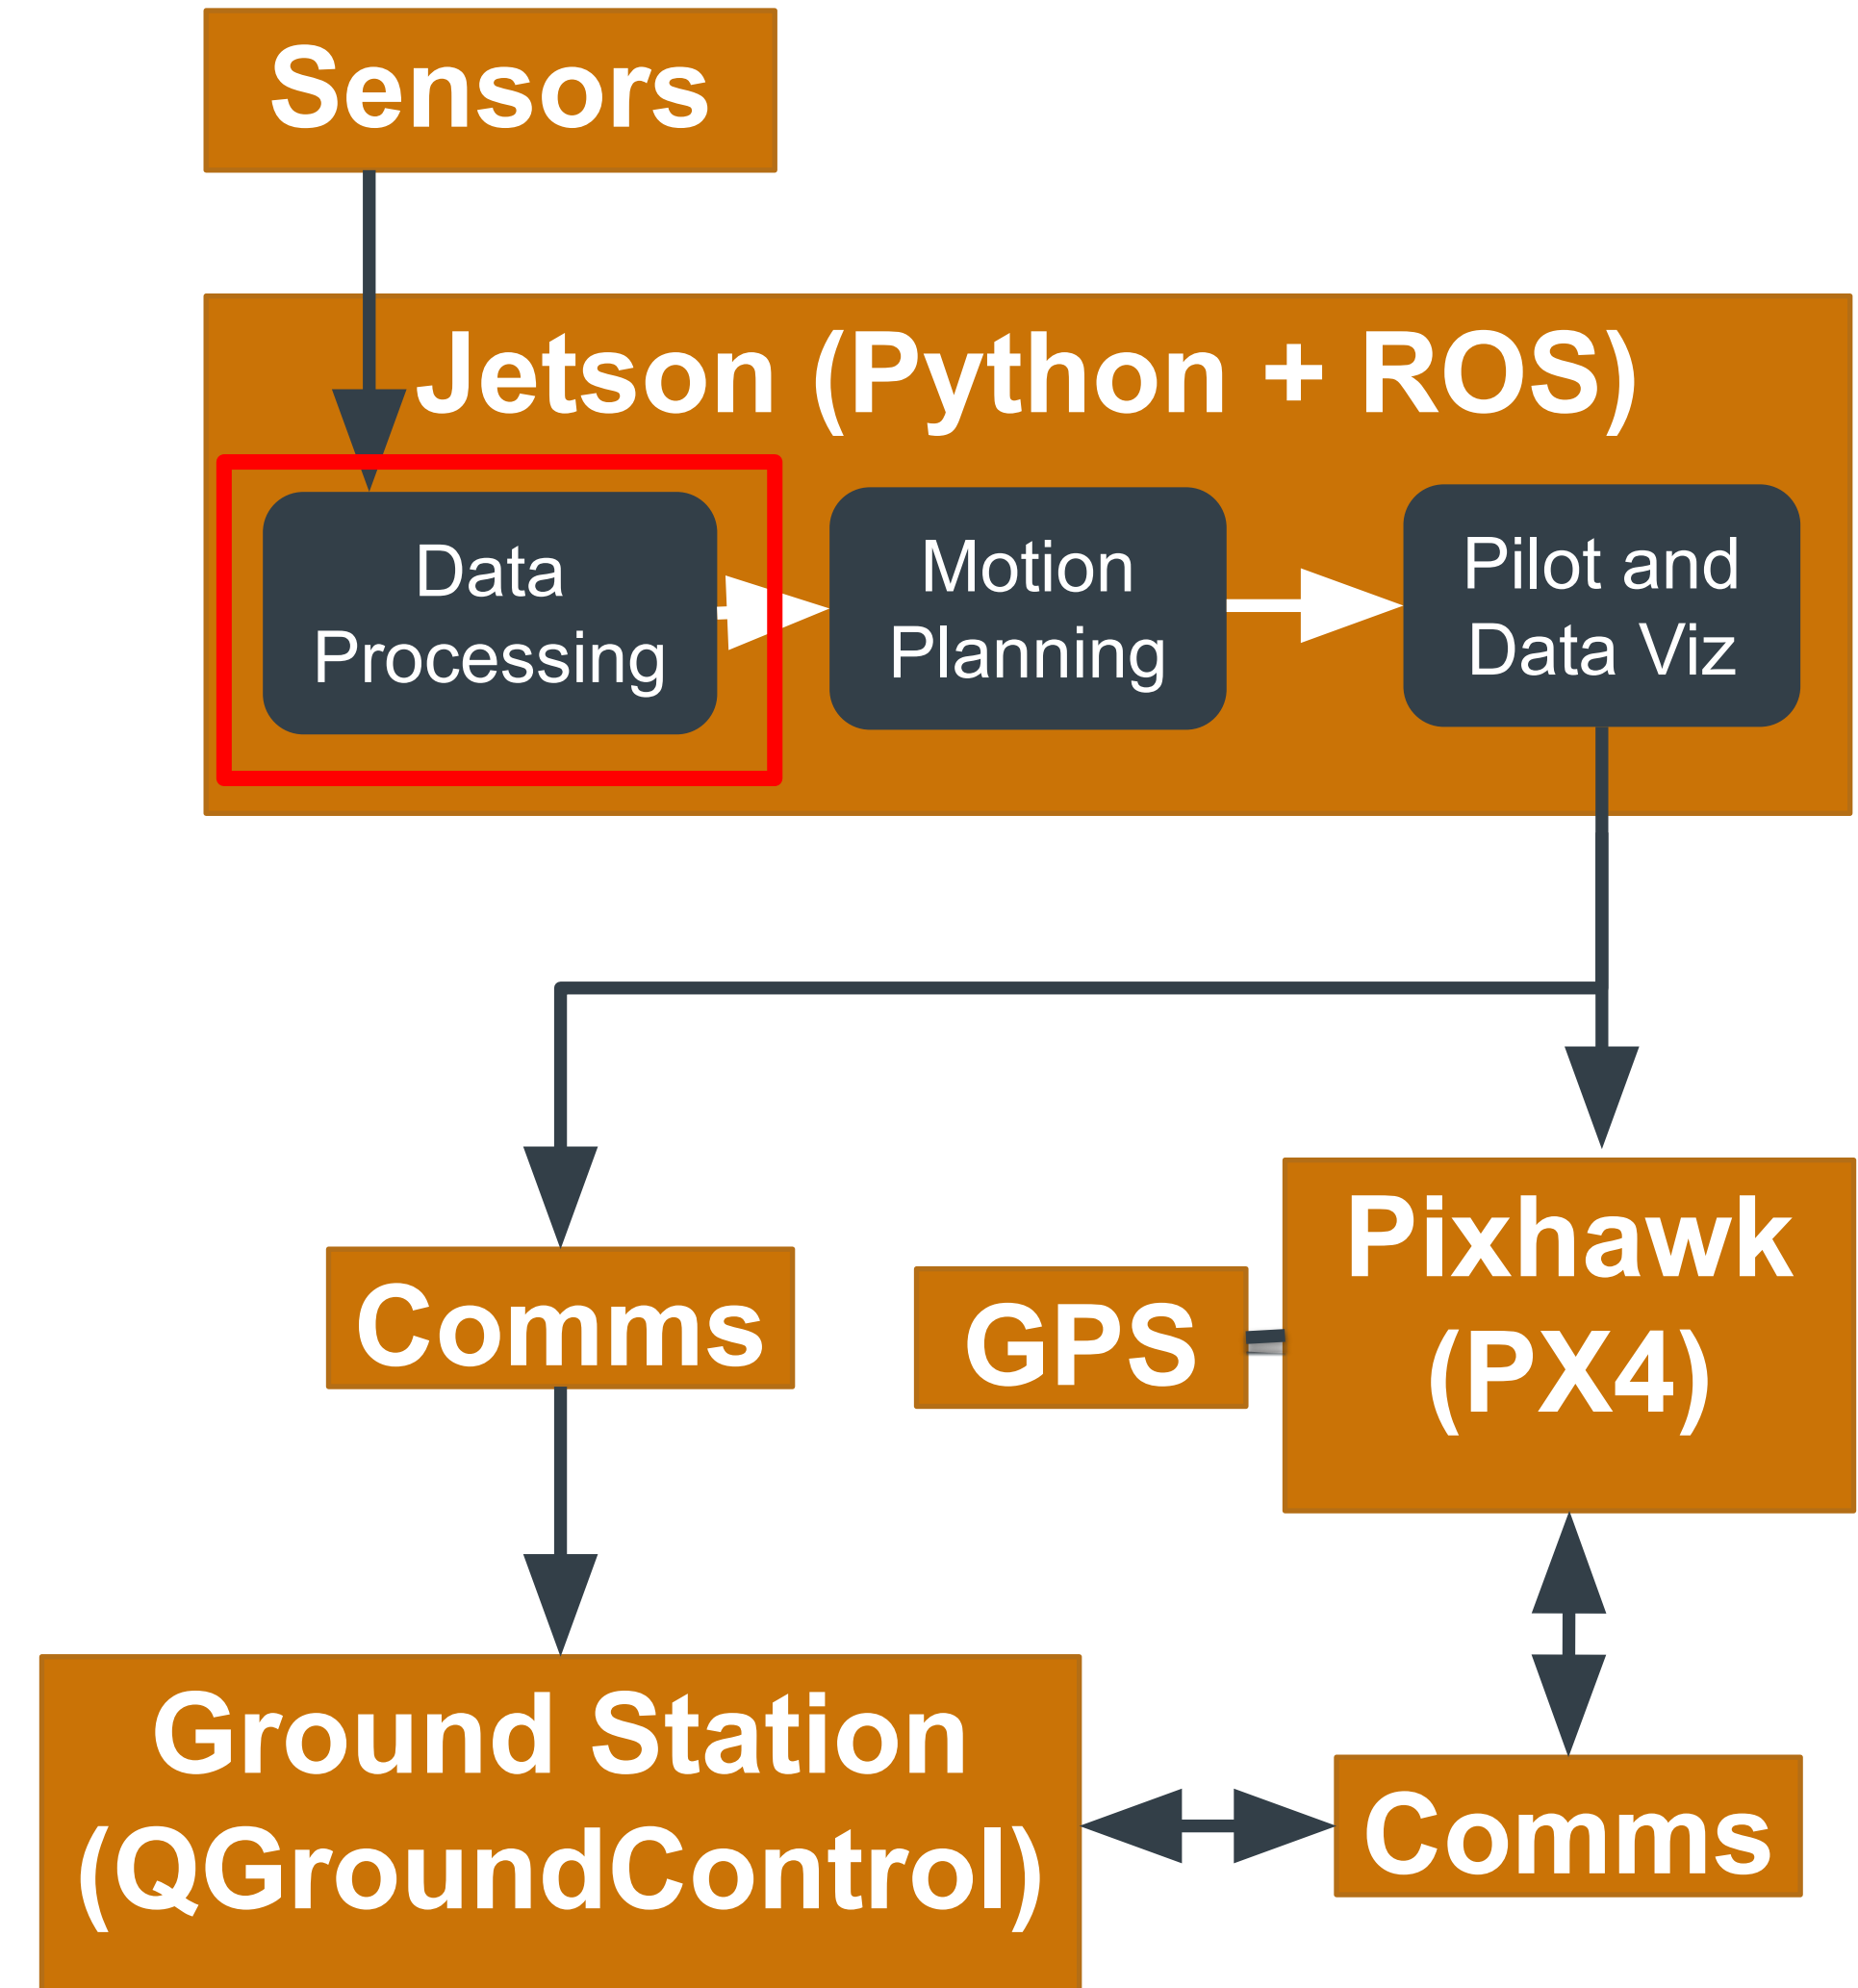 Sensors
Jetson (Python + ROS)
Data
Processing
Motion
Planning
Pilot and
Data Viz
Comms
GPS
Pixhawk
(PX4)
Ground Station
(QGroundControl)
Comms